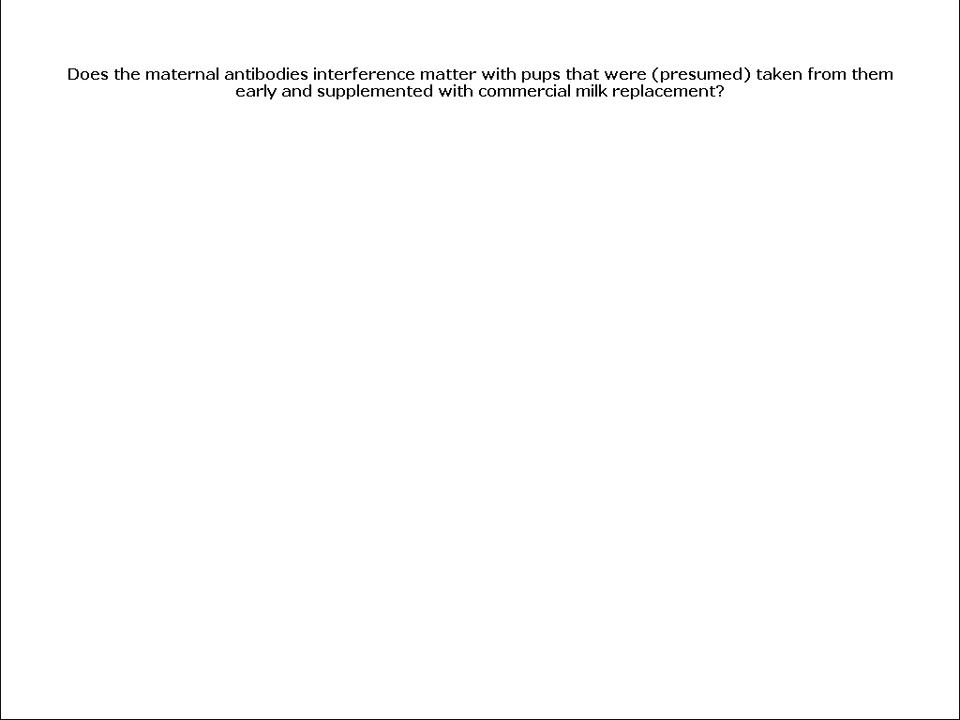 Does the maternal antibodies interference matter with pups that were (presumed) taken from them
early and supplemented with commercial milk replacement?